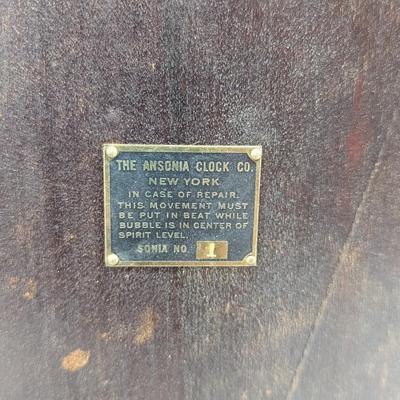 THE ANSONIA CLOCK CO.
NEW YORK
IN CASE OF REPAIR.
THIS MOVEMENT MUST
BE PUT IN BEAT WHILE
BUBBLE IS IN CENTER OF
SPIRIT LEVEL.
SONIA NO. 1